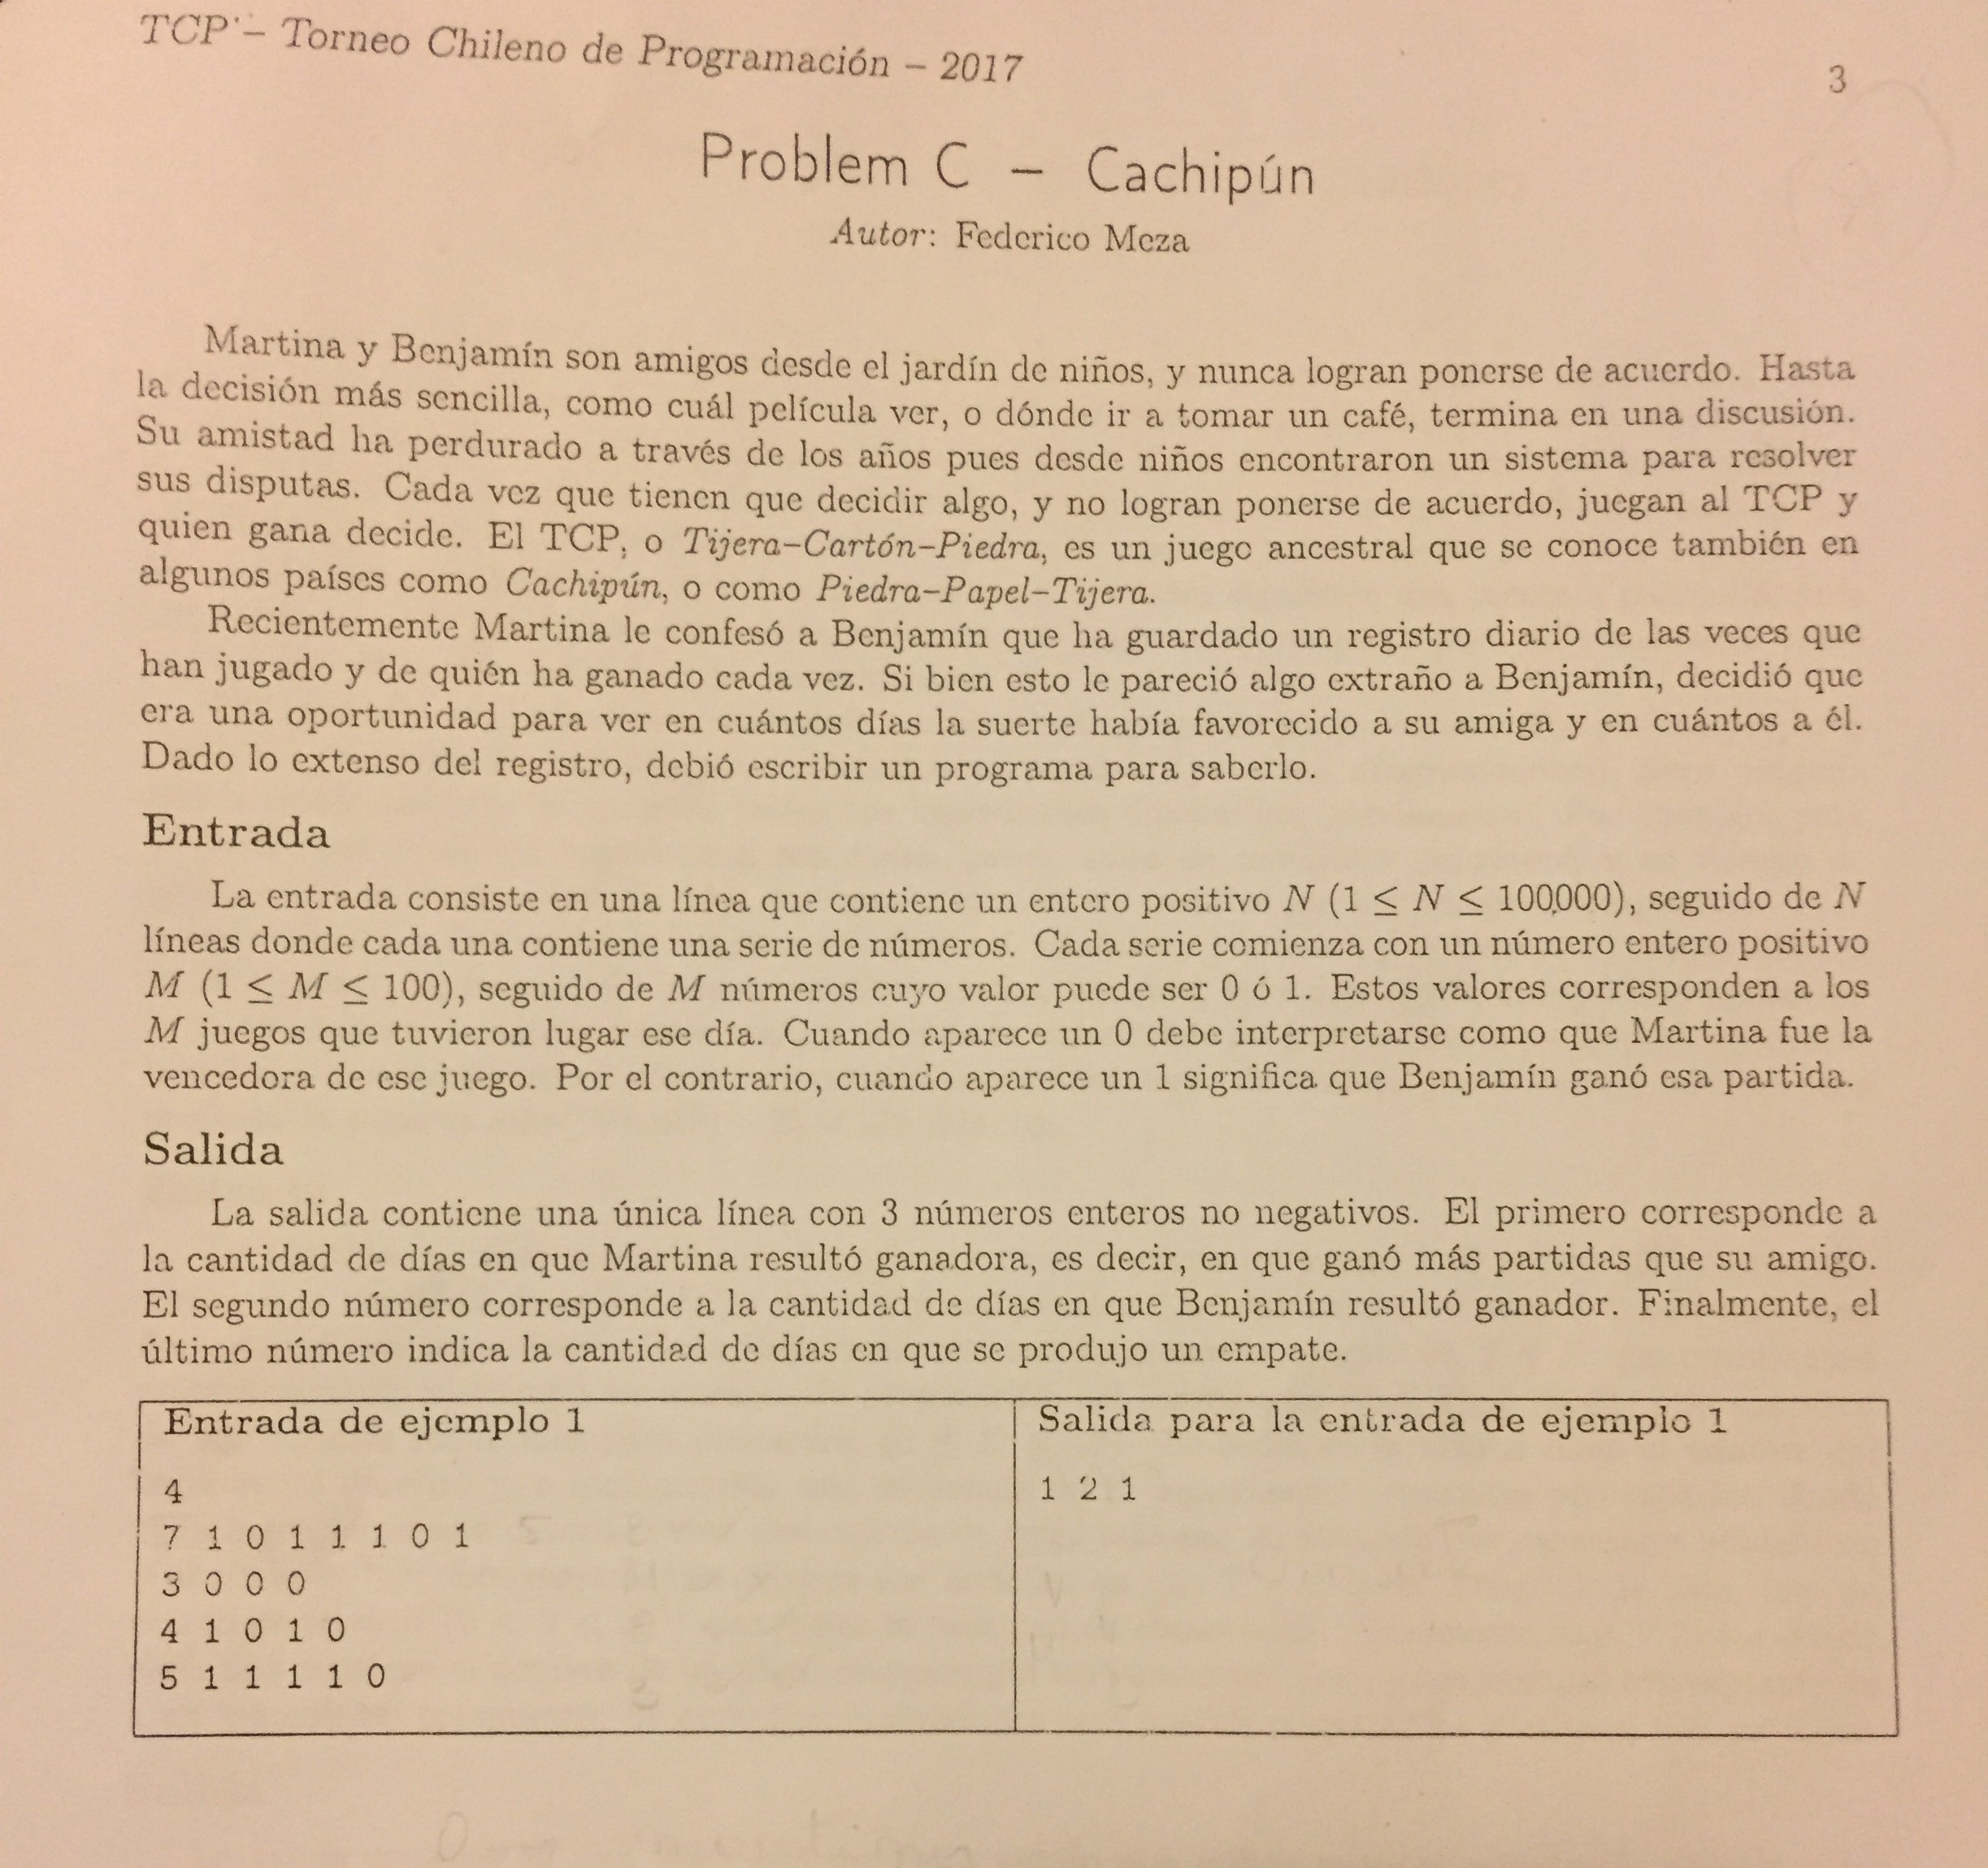 TCP – Torneo Chileno de Programación – 2017
3
Problem C – Cachipún
Autor: Federico Meza
Martina y Benjamín son amigos desde el jardín de niños, y nunca logran ponerse de acuerdo. Hasta
la decisión más sencilla, como cuál película ver, o dónde ir a tomar un café, termina en una discusión.
Su amistad ha perdurado a través de los años pues desde niños encontraron un sistema para resolver
sus disputas. Cada vez que tienen que decidir algo, y no logran ponerse de acuerdo, juegan al TCP y
quien gana decide. El TCP, o Tijera–Cartón–Piedra, es un juego ancestral que se conoce también en
algunos países como Cachipún, o como Piedra–Papel–Tijera.
Recientemente Martina le confesó a Benjamín que ha guardado un registro diario de las veces que
han jugado y de quién ha ganado cada vez. Si bien esto le pareció algo extraño a Benjamín, decidió que
era una oportunidad para ver en cuántos días la suerte había favorecido a su amiga y en cuántos a él.
Dado lo extenso del registro, debió escribir un programa para saberlo.
Entrada
La entrada consiste en una línea que contiene un entero positivo N (1 ≤ N ≤ 100,000), seguido de N
líneas donde cada una contiene una serie de números. Cada serie comienza con un número entero positivo
M (1 ≤ M ≤ 100), seguido de M números cuyo valor puede ser 0 ó 1. Estos valores corresponden a los
M juegos que tuvieron lugar ese día. Cuando aparece un 0 debe interpretarse como que Martina fue la
vencedora de ese juego. Por el contrario, cuando aparece un 1 significa que Benjamín ganó esa partida.
Salida
La salida contiene una única línea con 3 números enteros no negativos. El primero corresponde a
la cantidad de días en que Martina resultó ganadora, es decir, en que ganó más partidas que su amigo.
El segundo número corresponde a la cantidad de días en que Benjamín resultó ganador. Finalmente, el
último número indica la cantidad de días en que se produjo un empate.
Entrada de ejemplo 1
4
7 1 0 1 1 1 0 1
3 0 0 0
4 1 0 1 0
5 1 1 1 1 0
Salida para la entrada de ejemplo 1
1 2 1